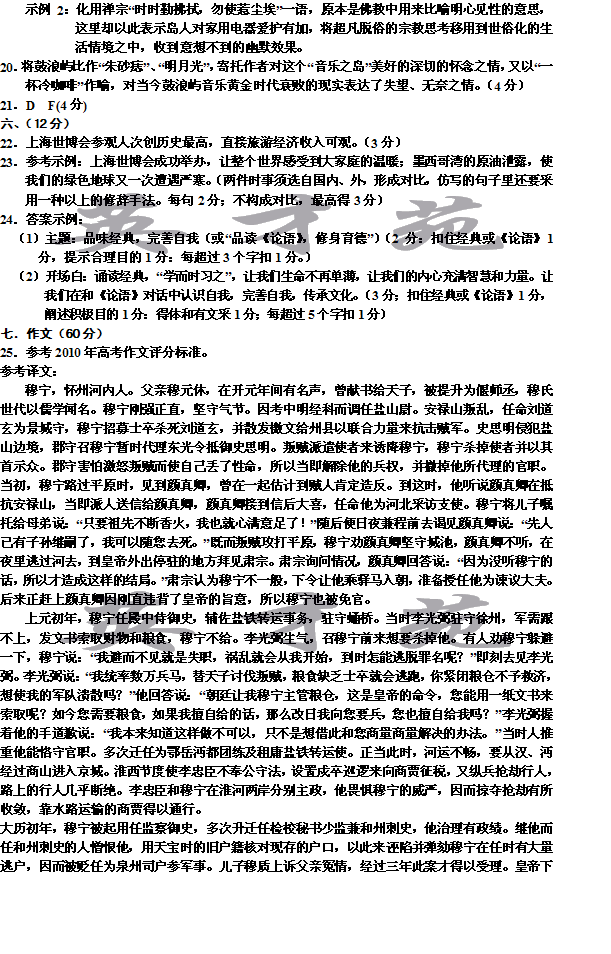 示例 2：化用禅宗“时时勤拂拭，勿使惹尘埃”一语，原本是佛教中用来比喻明心见性的意思，
这里却以此表示岛人对家用电器爱护有加，将超凡脱俗的宗教思考移用到世俗化的生
活情境之中，收到意想不到的幽默效果。
20．将鼓浪屿比作“朱砂痣”、“明月光”，寄托作者对这个“音乐之岛”美好的深切的怀念之情，又以“一
杯冷咖啡”作喻，对当今鼓浪屿音乐黄金时代衰败的现实表达了失望、无奈之情。（4 分）
21．D　F(4 分)
六、（12 分）
22．上海世博会参观人次创历史最高，直接旅游经济收入可观。（3 分）
23．参考示例：上海世博会成功举办，让整个世界感受到大家庭的温暖；墨西哥湾的原油泄露，使
我们的绿色地球又一次遭遇严寒。（两件时事须选自国内、外，形成对比，仿写的句子里还要采
用一种以上的修辞手法。每句 2 分；不构成对比，最高得 3 分）
24．答案示例：
（1）主题：品味经典，完善自我（或“品读《论语》，修身育德”）（2 分：扣住经典或《论语》1
分，提示合理目的 1 分：每超过 3 个字扣 1 分。）
（2）开场白：诵读经典，“学而时习之”，让我们生命不再单薄，让我们的内心充满智慧和力量。让
我们在和《论语》对话中认识自我，完善自我，传承文化。（3 分；扣住经典或《论语》1 分，
阐述积极目的 1 分：得体和有文采 1 分；每超过 5 个字扣 1 分）
七．作文（60 分）
25．参考 2010 年高考作文评分标准。
参考译文：
穆宁，怀州河内人。父亲穆元休，在开元年间有名声，曾献书给天子，被提升为偃师丞，穆氏
世代以儒学闻名。穆宁刚强正直，坚守气节。因考中明经科而调任盐山尉。安禄山叛乱，任命刘道
玄为景城守，穆宁招募士卒杀死刘道玄，并散发檄文给州县以联合力量来抗击贼军。史思明侵犯盐
山边境，郡守召穆宁暂时代理东光令抵御史思明。叛贼派遣使者来诱降穆宁，穆宁杀掉使者并以其
首示众。郡守害怕激怒叛贼而使自己丢了性命，所以当即解除他的兵权，并撤掉他所代理的官职。
当初，穆宁路过平原时，见到颜真卿，曾在一起估计到贼人肯定造反。到这时，他听说颜真卿在抵
抗安禄山，当即派人送信给颜真卿，颜真卿接到信后大喜，任命他为河北采访支使。穆宁将儿子嘱
托给母弟说：“只要祖先不断香火，我也就心满意足了！”随后便日夜兼程前去谒见颜真卿说：“先人
已有子孙继嗣了，我可以随您去死。”既而叛贼攻打平原，穆宁劝颜真卿坚守城池，颜真卿不听，在
夜里逃过河去，到皇帝外出停驻的地方拜见肃宗。肃宗询问情况，颜真卿回答说：“因为没听穆宁的
话，所以才造成这样的结局。”肃宗认为穆宁不一般，下令让他乘驿马入朝，准备授任他为谏议大夫。
后来正赶上颜真卿因刚直违背了皇帝的旨意，所以穆宁也被免官。
上元初年，穆宁任殿中侍御史，辅佐盐铁转运事务，驻守埇桥。当时李光弼驻守徐州，军需跟
不上，发文书索取财物和粮食，穆宁不给。李光弼生气，召穆宁前来想要杀掉他。有人劝穆宁躲避
一下，穆宁说：“我避而不见就是失职，祸乱就会从我开始，到时怎能逃脱罪名呢？”即刻去见李光
弼。李光弼说：“我统率数万兵马，替天子讨伐叛贼，粮食缺乏士卒就会逃跑，你紧闭粮仓不予救济，
想使我的军队溃散吗？”他回答说：“朝廷让我穆宁主管粮仓，这是皇帝的命令，您能用一纸文书来
索取呢？如今您需要粮食，如果我擅自给的话，那么改日我向您要兵，您也擅自给我吗？”李光弼握
着他的手道歉说：“我本来知道这样做不可以，只不是想借此和您商量商量解决的办法。”当时人推
重他能恪守官职。多次迁任为鄂岳沔都团练及租庸盐铁转运使。正当此时，河运不畅，要从汉、沔
经过商山进入京城。淮西节度使李忠臣不奉公守法，设置戍卒巡逻来向商贾征税，又纵兵抢劫行人，
路上的行人几乎断绝。李忠臣和穆宁在淮河两岸分别主政，他畏惧穆宁的威严，因而掠夺抢劫有所
收敛，靠水路运输的商贾得以通行。
大历初年，穆宁被起用任监察御史，多次升迁任检校秘书少监兼和州刺史，他治理有政绩。继他而
任和州刺史的人憎恨他，用天宝时的旧户籍核对现存的户口，以此来诬陷并弹劾穆宁在任时有大量
逃户，因而被贬任为泉州司户参军事。儿子穆质上诉父亲冤情，经过三年此案才得以受理。皇帝下
英才苑
英才苑